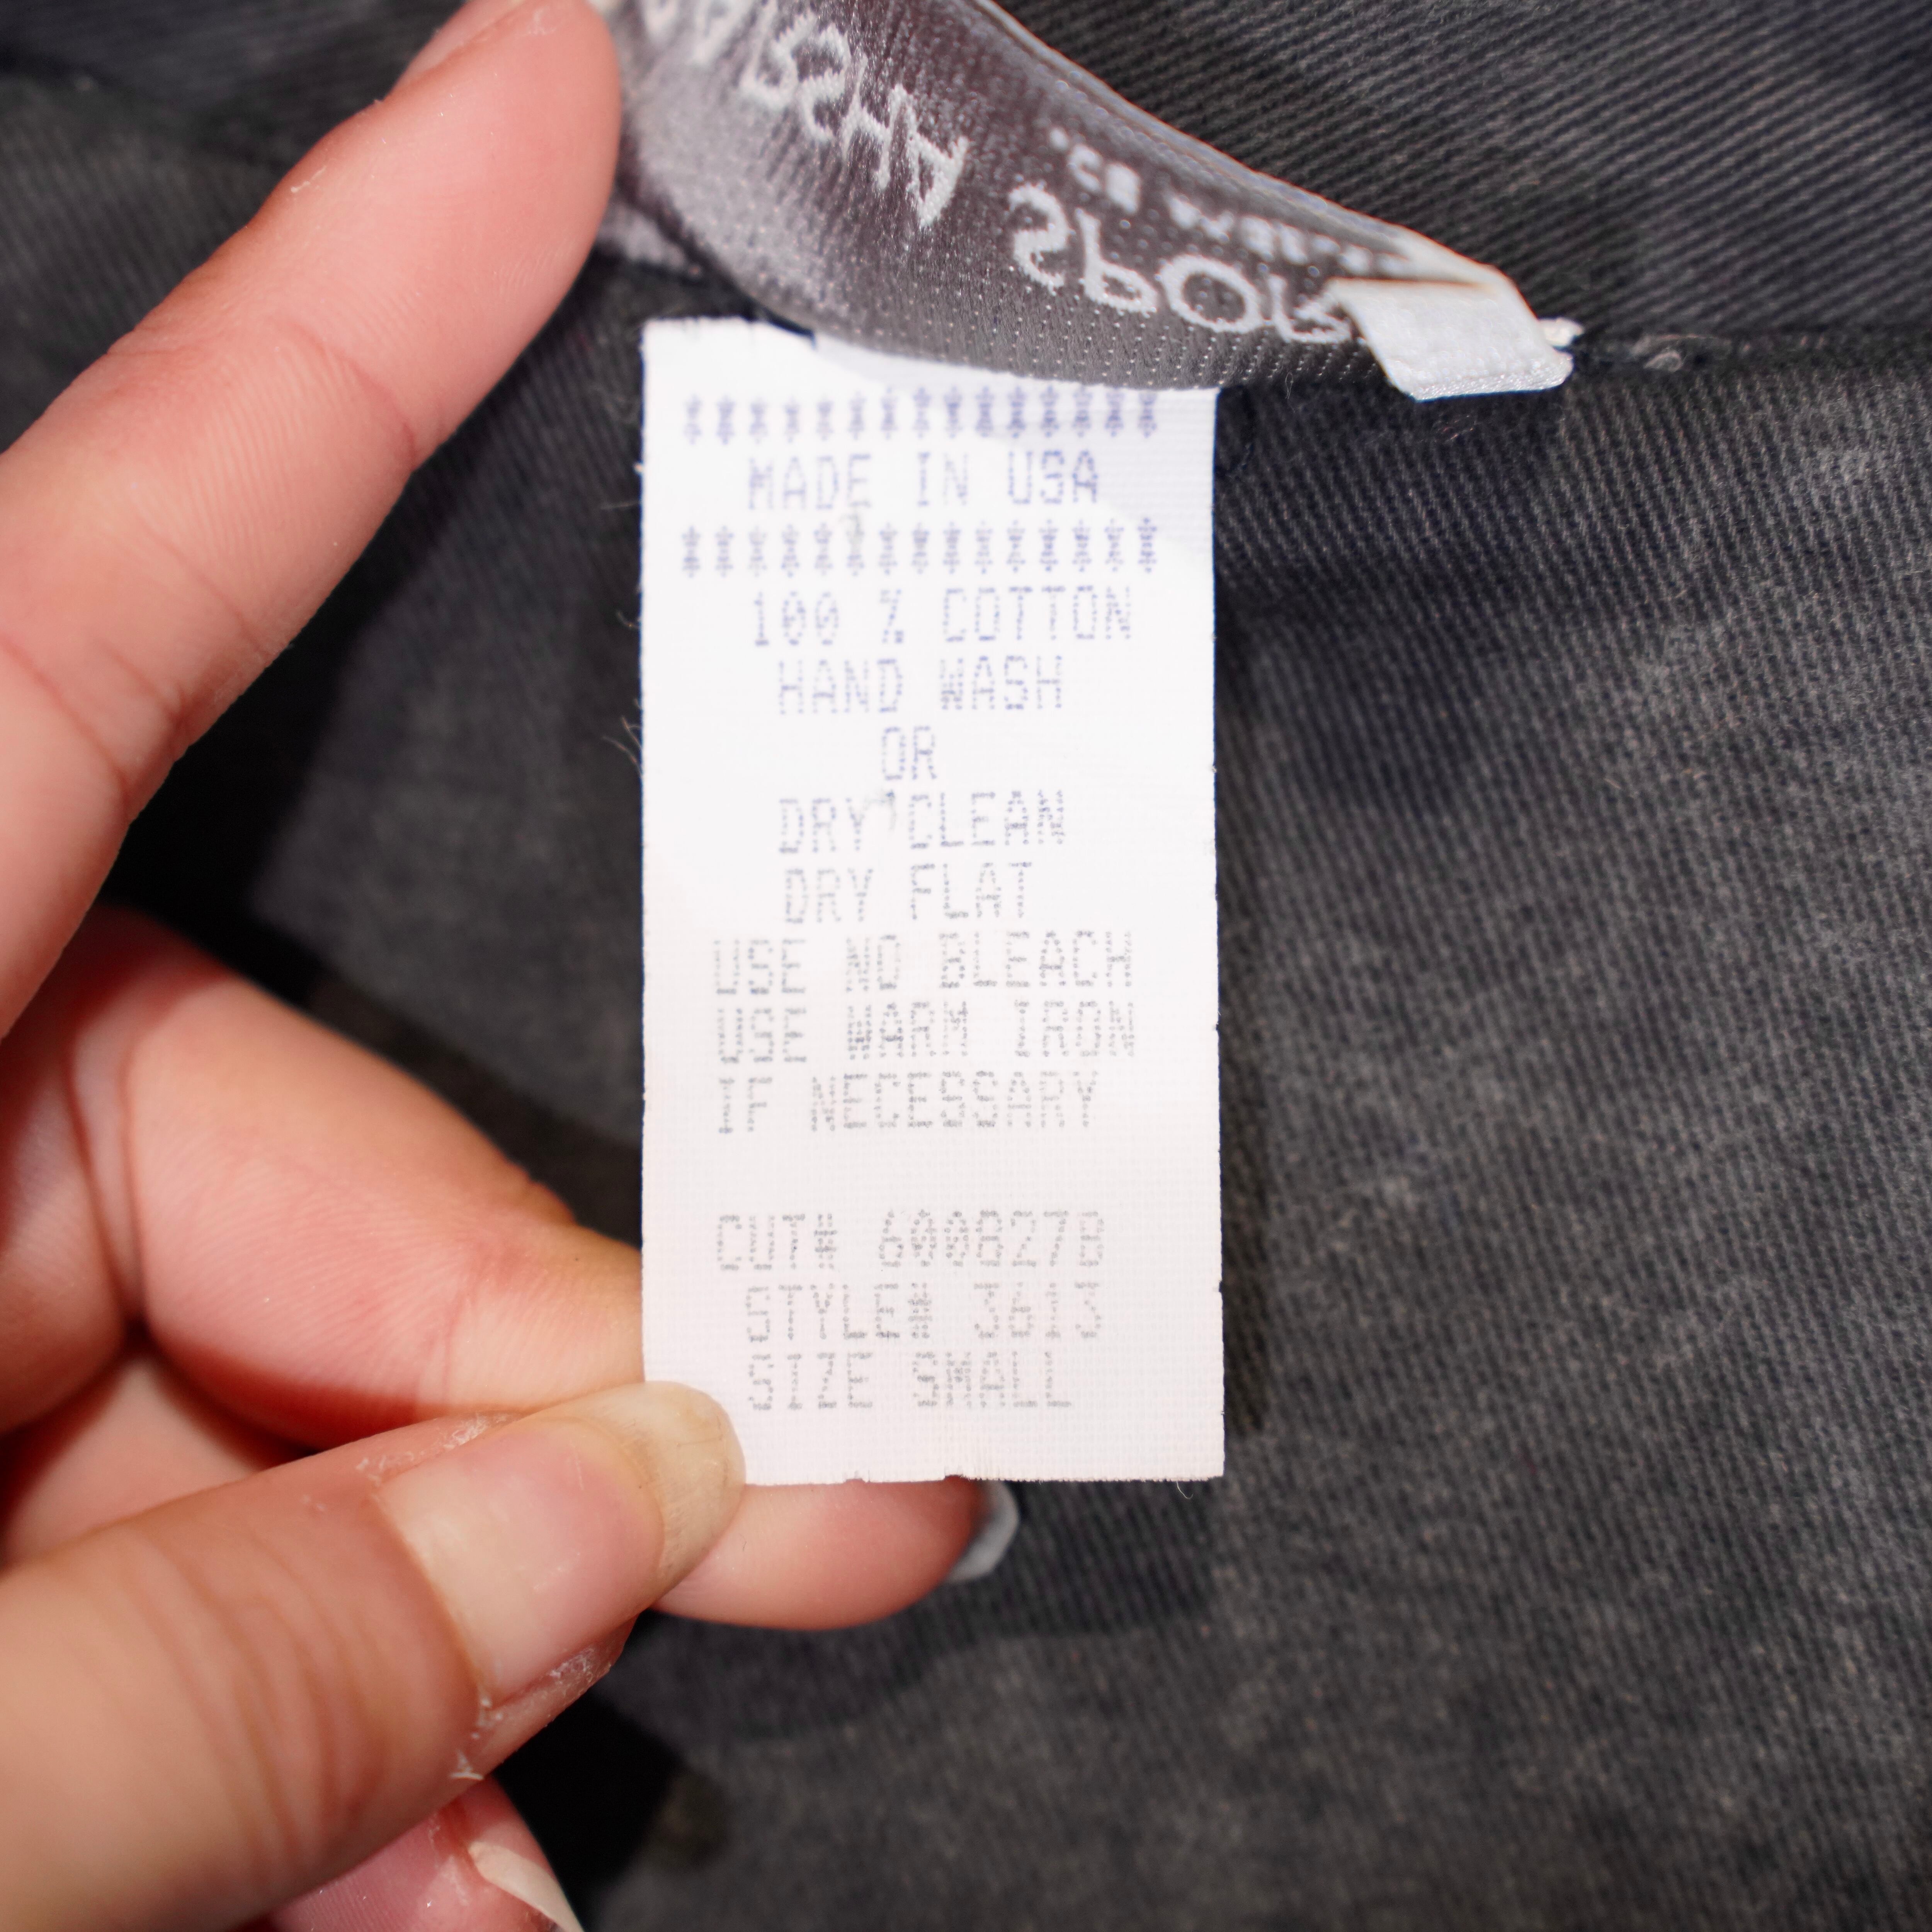 SPOR
MADE IN USA
100 % COTTON
HAND WASH
OR
DRY CLEAN
DRY FLAT
USE NO BLEACH
USE WARM IRON
IF NECESSARY
CUT#
STYLE# 3613
SIZE SMALL